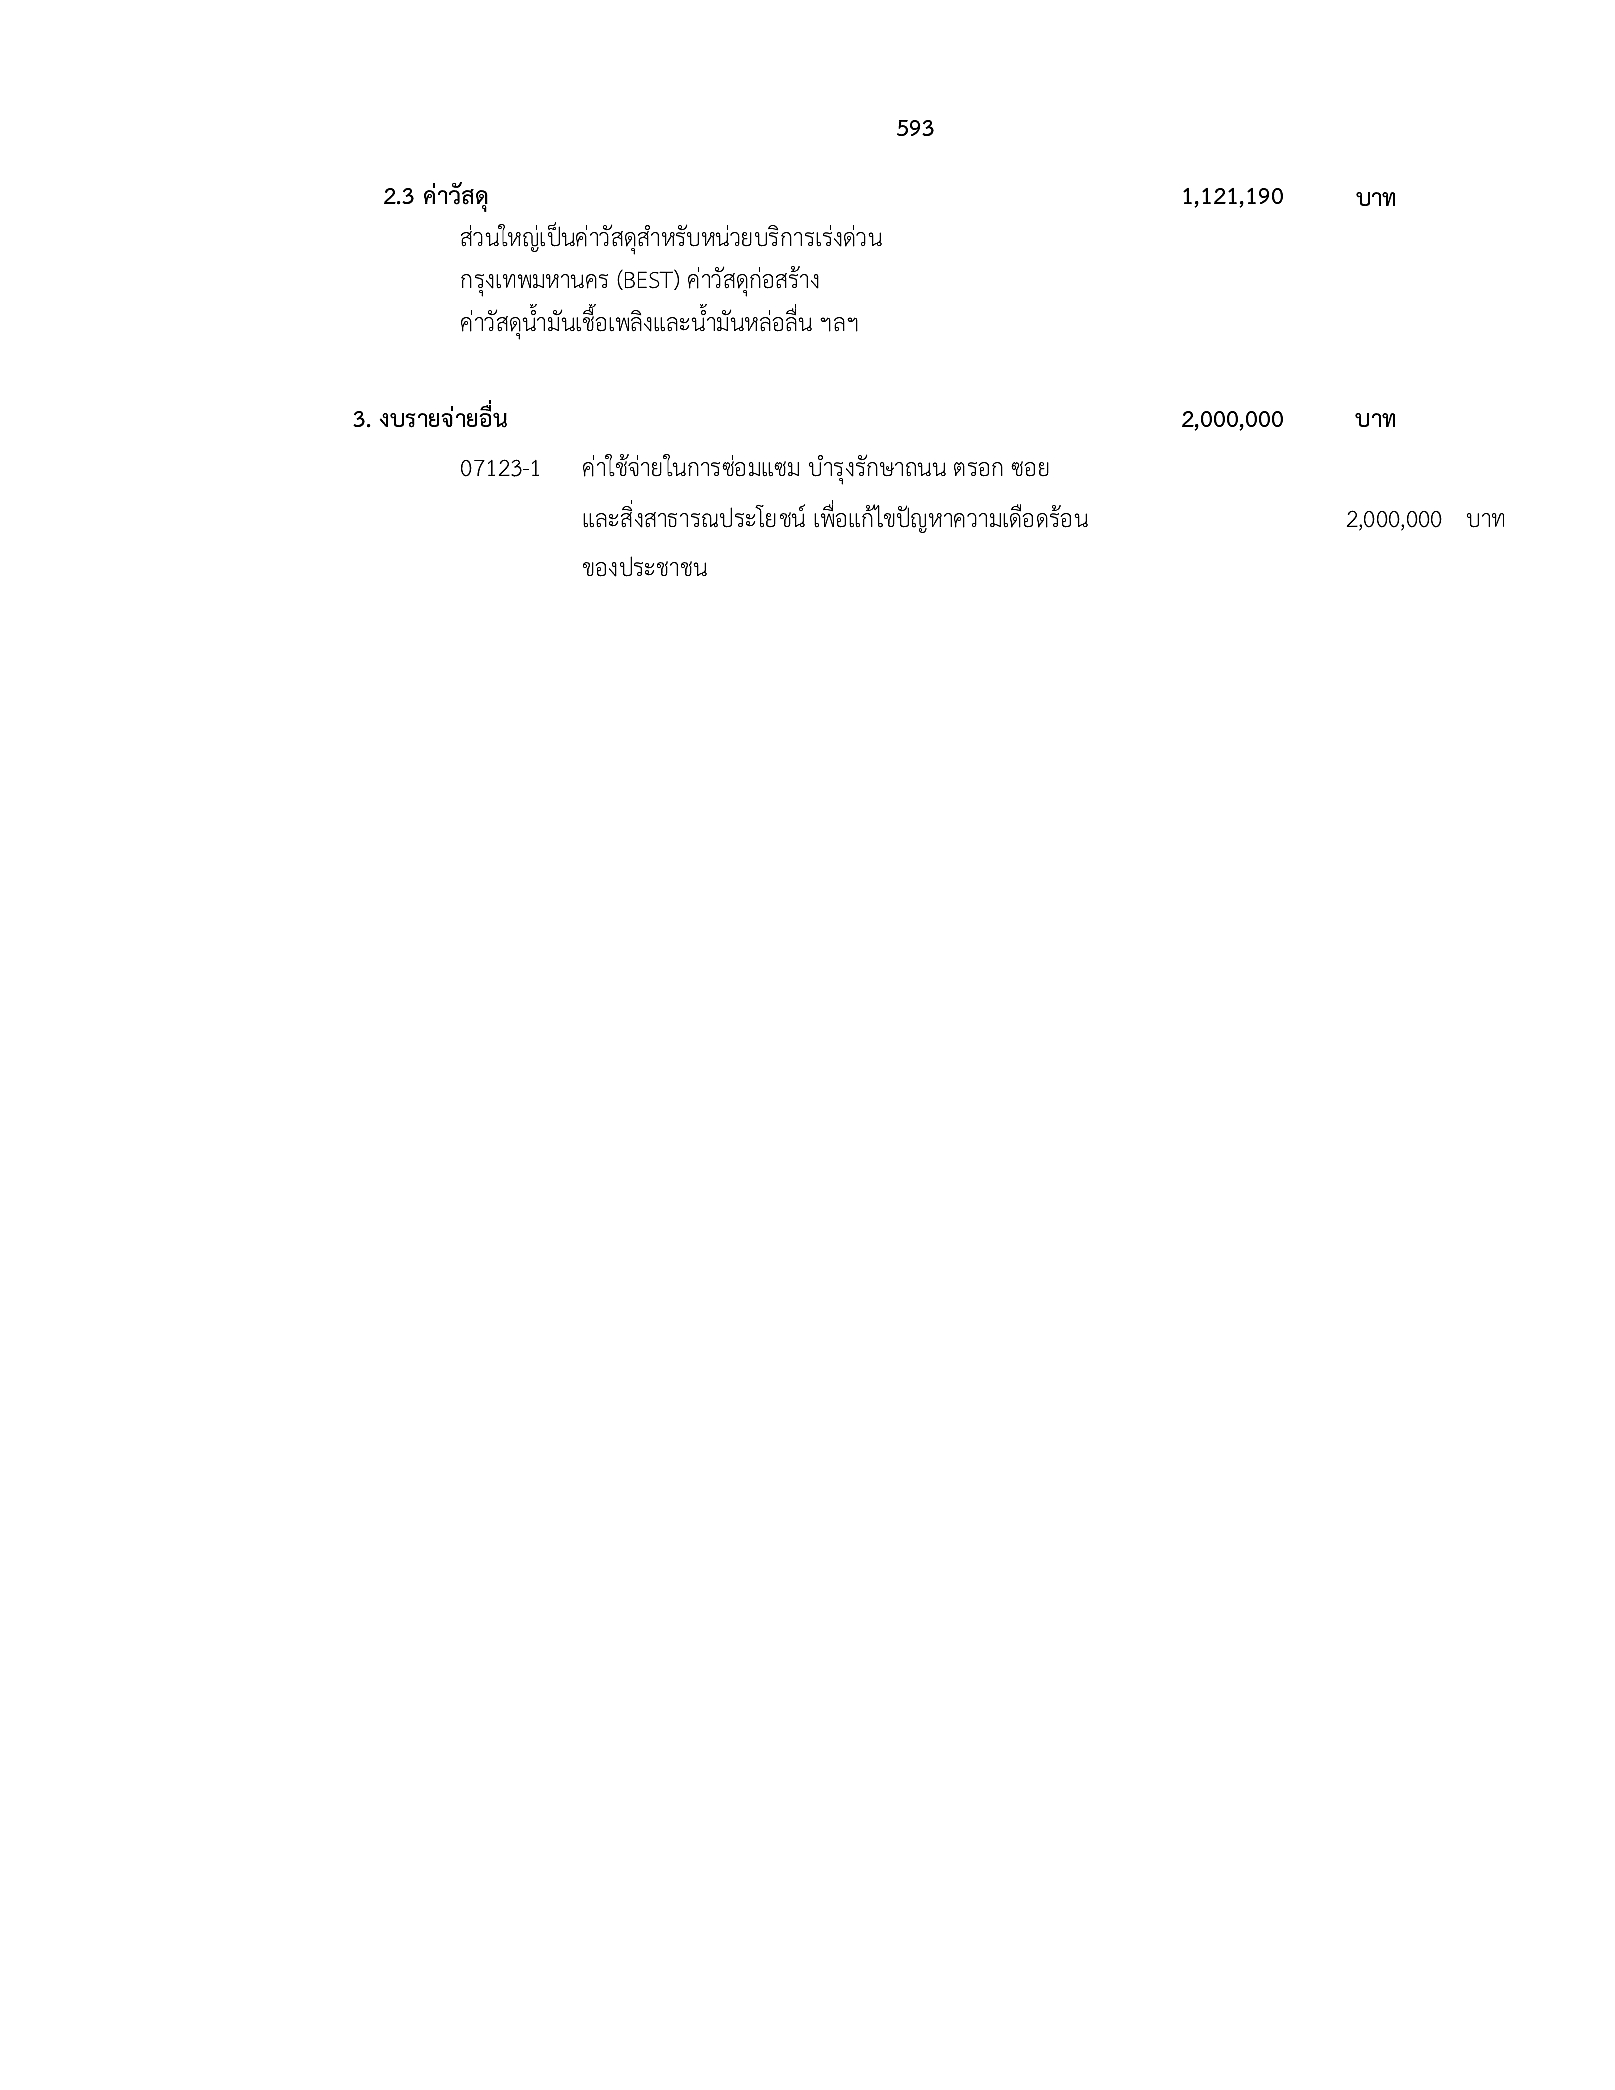 593
2.3 ค่าวัสดุ 1,121,190 บาท
ส่วนใหญ่เป็นค่าวัสดุสำหรับหน่วยบริการเร่งด่วน
กรุงเทพมหานคร (BEST) ค่าวัสดุก่อสร้าง
ค่าวัสดุน้ำมันเชื้อเพลิงและน้ำมันหล่อลื่น ฯลฯ
3. งบรายจ่ายอื่น 2,000,000 บาท
07123-1 ค่าใช้จ่ายในการซ่อมแซม บำรุงรักษาถนน ตรอก ซอย
และสิ่งสาธารณประโยชน์ เพื่อแก้ไขปัญหาความเดือดร้อน 2,000,000 บาท
ของประชาชน